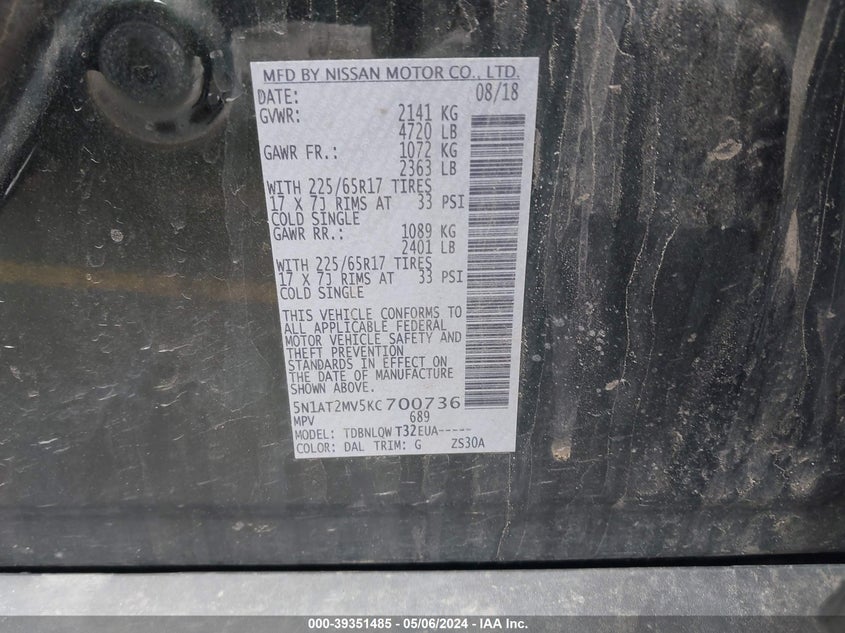 MFD BY NISSAN MOTOR CO., LTD.
DATE: 08/18
GVWR: 2141 KG
4720 LB
GAWR FR.: 1072 KG
2363 LB
WITH 225/65R17 TIRES
17 X 7J RIMS AT 33 PSI
COLD SINGLE
GAWR RR.: 1089 KG
2401 LB
WITH 225/65R17 TIRES
17 X 7J RIMS AT 33 PSI
COLD SINGLE
THIS VEHICLE CONFORMS TO
ALL APPLICABLE FEDERAL
MOTOR VEHICLE SAFETY AND
THEFT PREVENTION
STANDARDS IN EFFECT ON
THE DATE OF MANUFACTURE
SHOWN ABOVE.
5N1AT2MV5KC700736
MPV 689
MODEL: TDBNLQW T32EUA-----
COLOR: DAL TRIM: G ZS30A
000-39351485 - 05/06/2024 - IAA Inc.